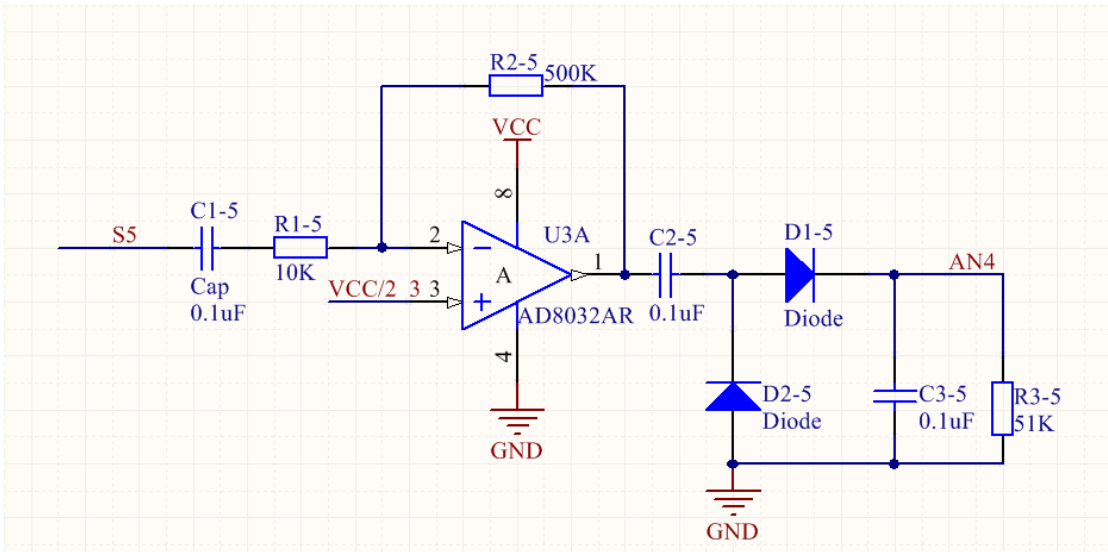 R2-5
500K
VCC
8
C1-5
R1-5
S5
2
U3A
C2-5
D1-5
A
1
AN4
10K
Cap
0.1uF
VCC/2_3
3
AD8032AR
0.1uF
Diode
4
D2-5
Diode
C3-5
0.1uF
R3-5
51K
GND
GND